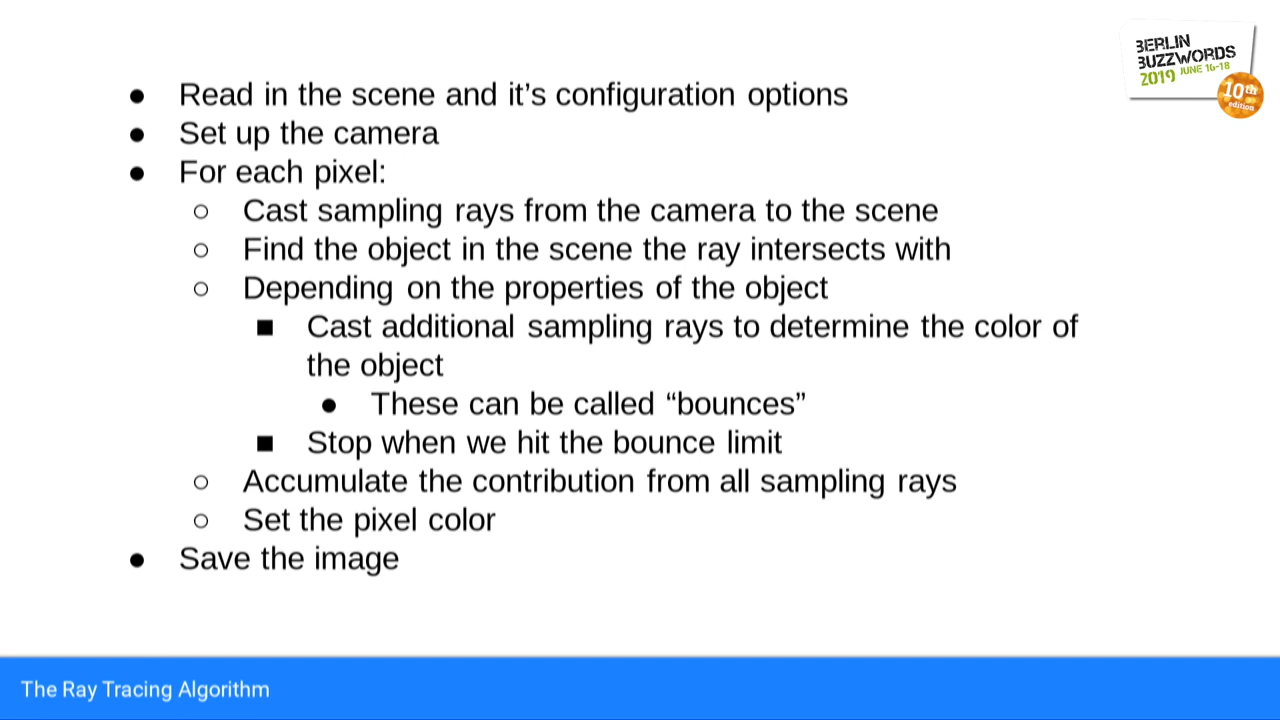 BERLIN
BUZZWORDS
2019 JUNE 16-18
10th
edition
● Read in the scene and it’s configuration options
● Set up the camera
● For each pixel:
○ Cast sampling rays from the camera to the scene
○ Find the object in the scene the ray intersects with
○ Depending on the properties of the object
■ Cast additional sampling rays to determine the color of
the object
● These can be called “bounces”
■ Stop when we hit the bounce limit
○ Accumulate the contribution from all sampling rays
○ Set the pixel color
● Save the image
The Ray Tracing Algorithm